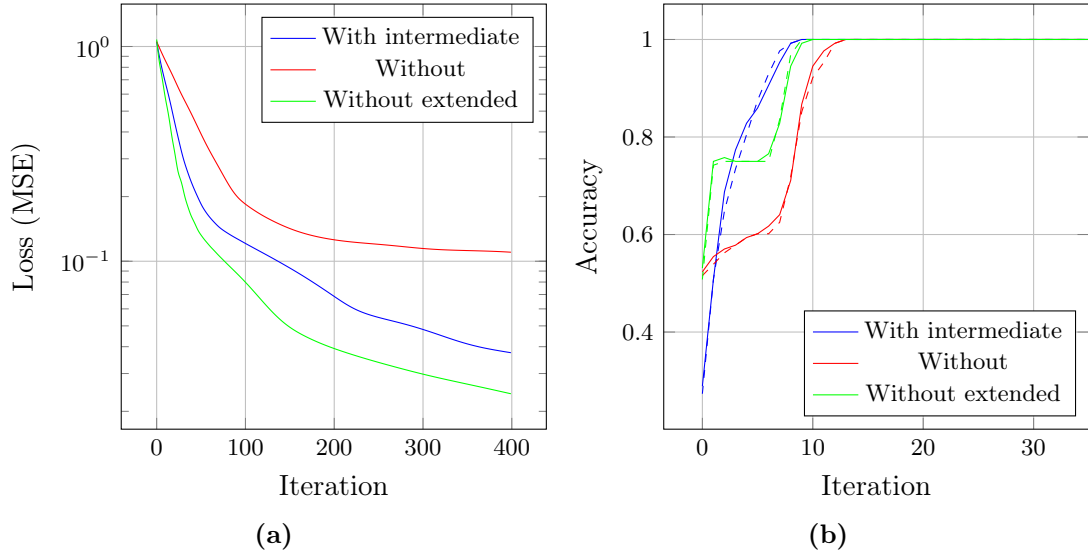 10^0
10^−1
Loss (MSE)
With intermediate
Without
Without extended
0 100 200 300 400
Iteration
(a)
1
0.8
0.6
0.4
Accuracy
With intermediate
Without
Without extended
0 10 20 30
Iteration
(b)